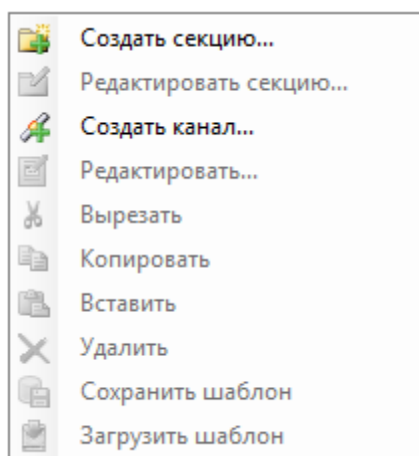 Создать секцию...
Редактировать секцию...
Создать канал...
Редактировать...
Вырезать
Копировать
Вставить
Удалить
Сохранить шаблон
Загрузить шаблон